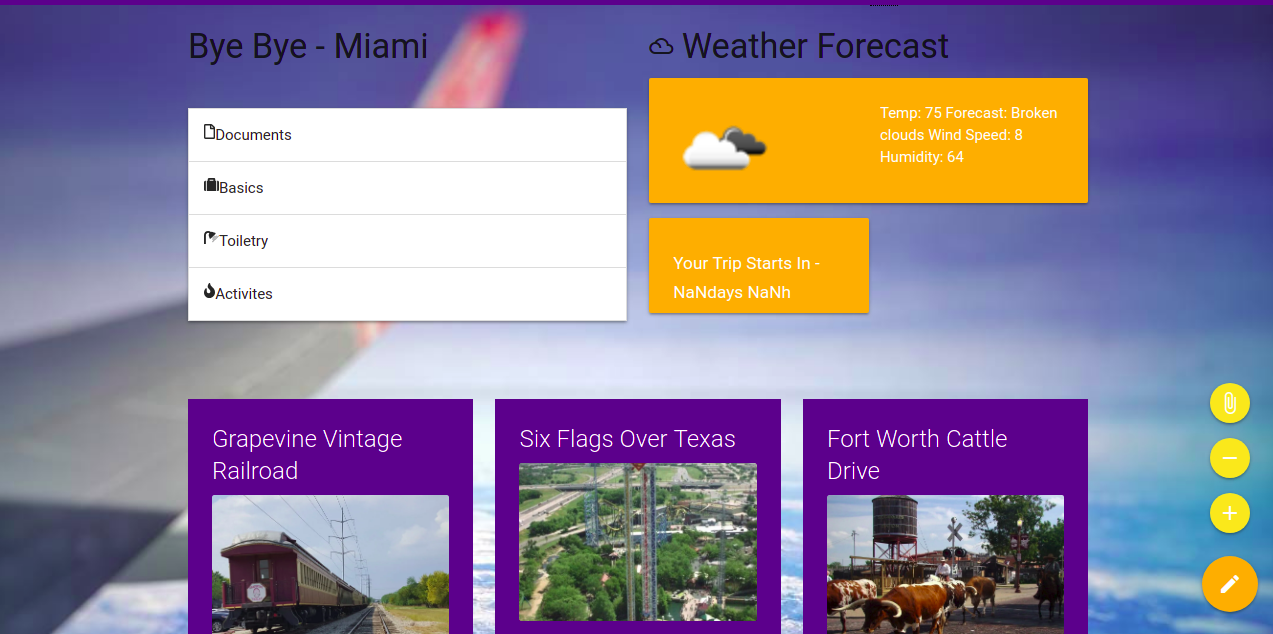 Bye Bye - Miami
Weather Forecast
Documents
Basics
Toiletry
Activites
Temp: 75 Forecast: Broken
clouds Wind Speed: 8
Humidity: 64
Your Trip Starts In -
NaNdays NaNh
Grapevine Vintage
Railroad
Six Flags Over Texas
Fort Worth Cattle
Drive